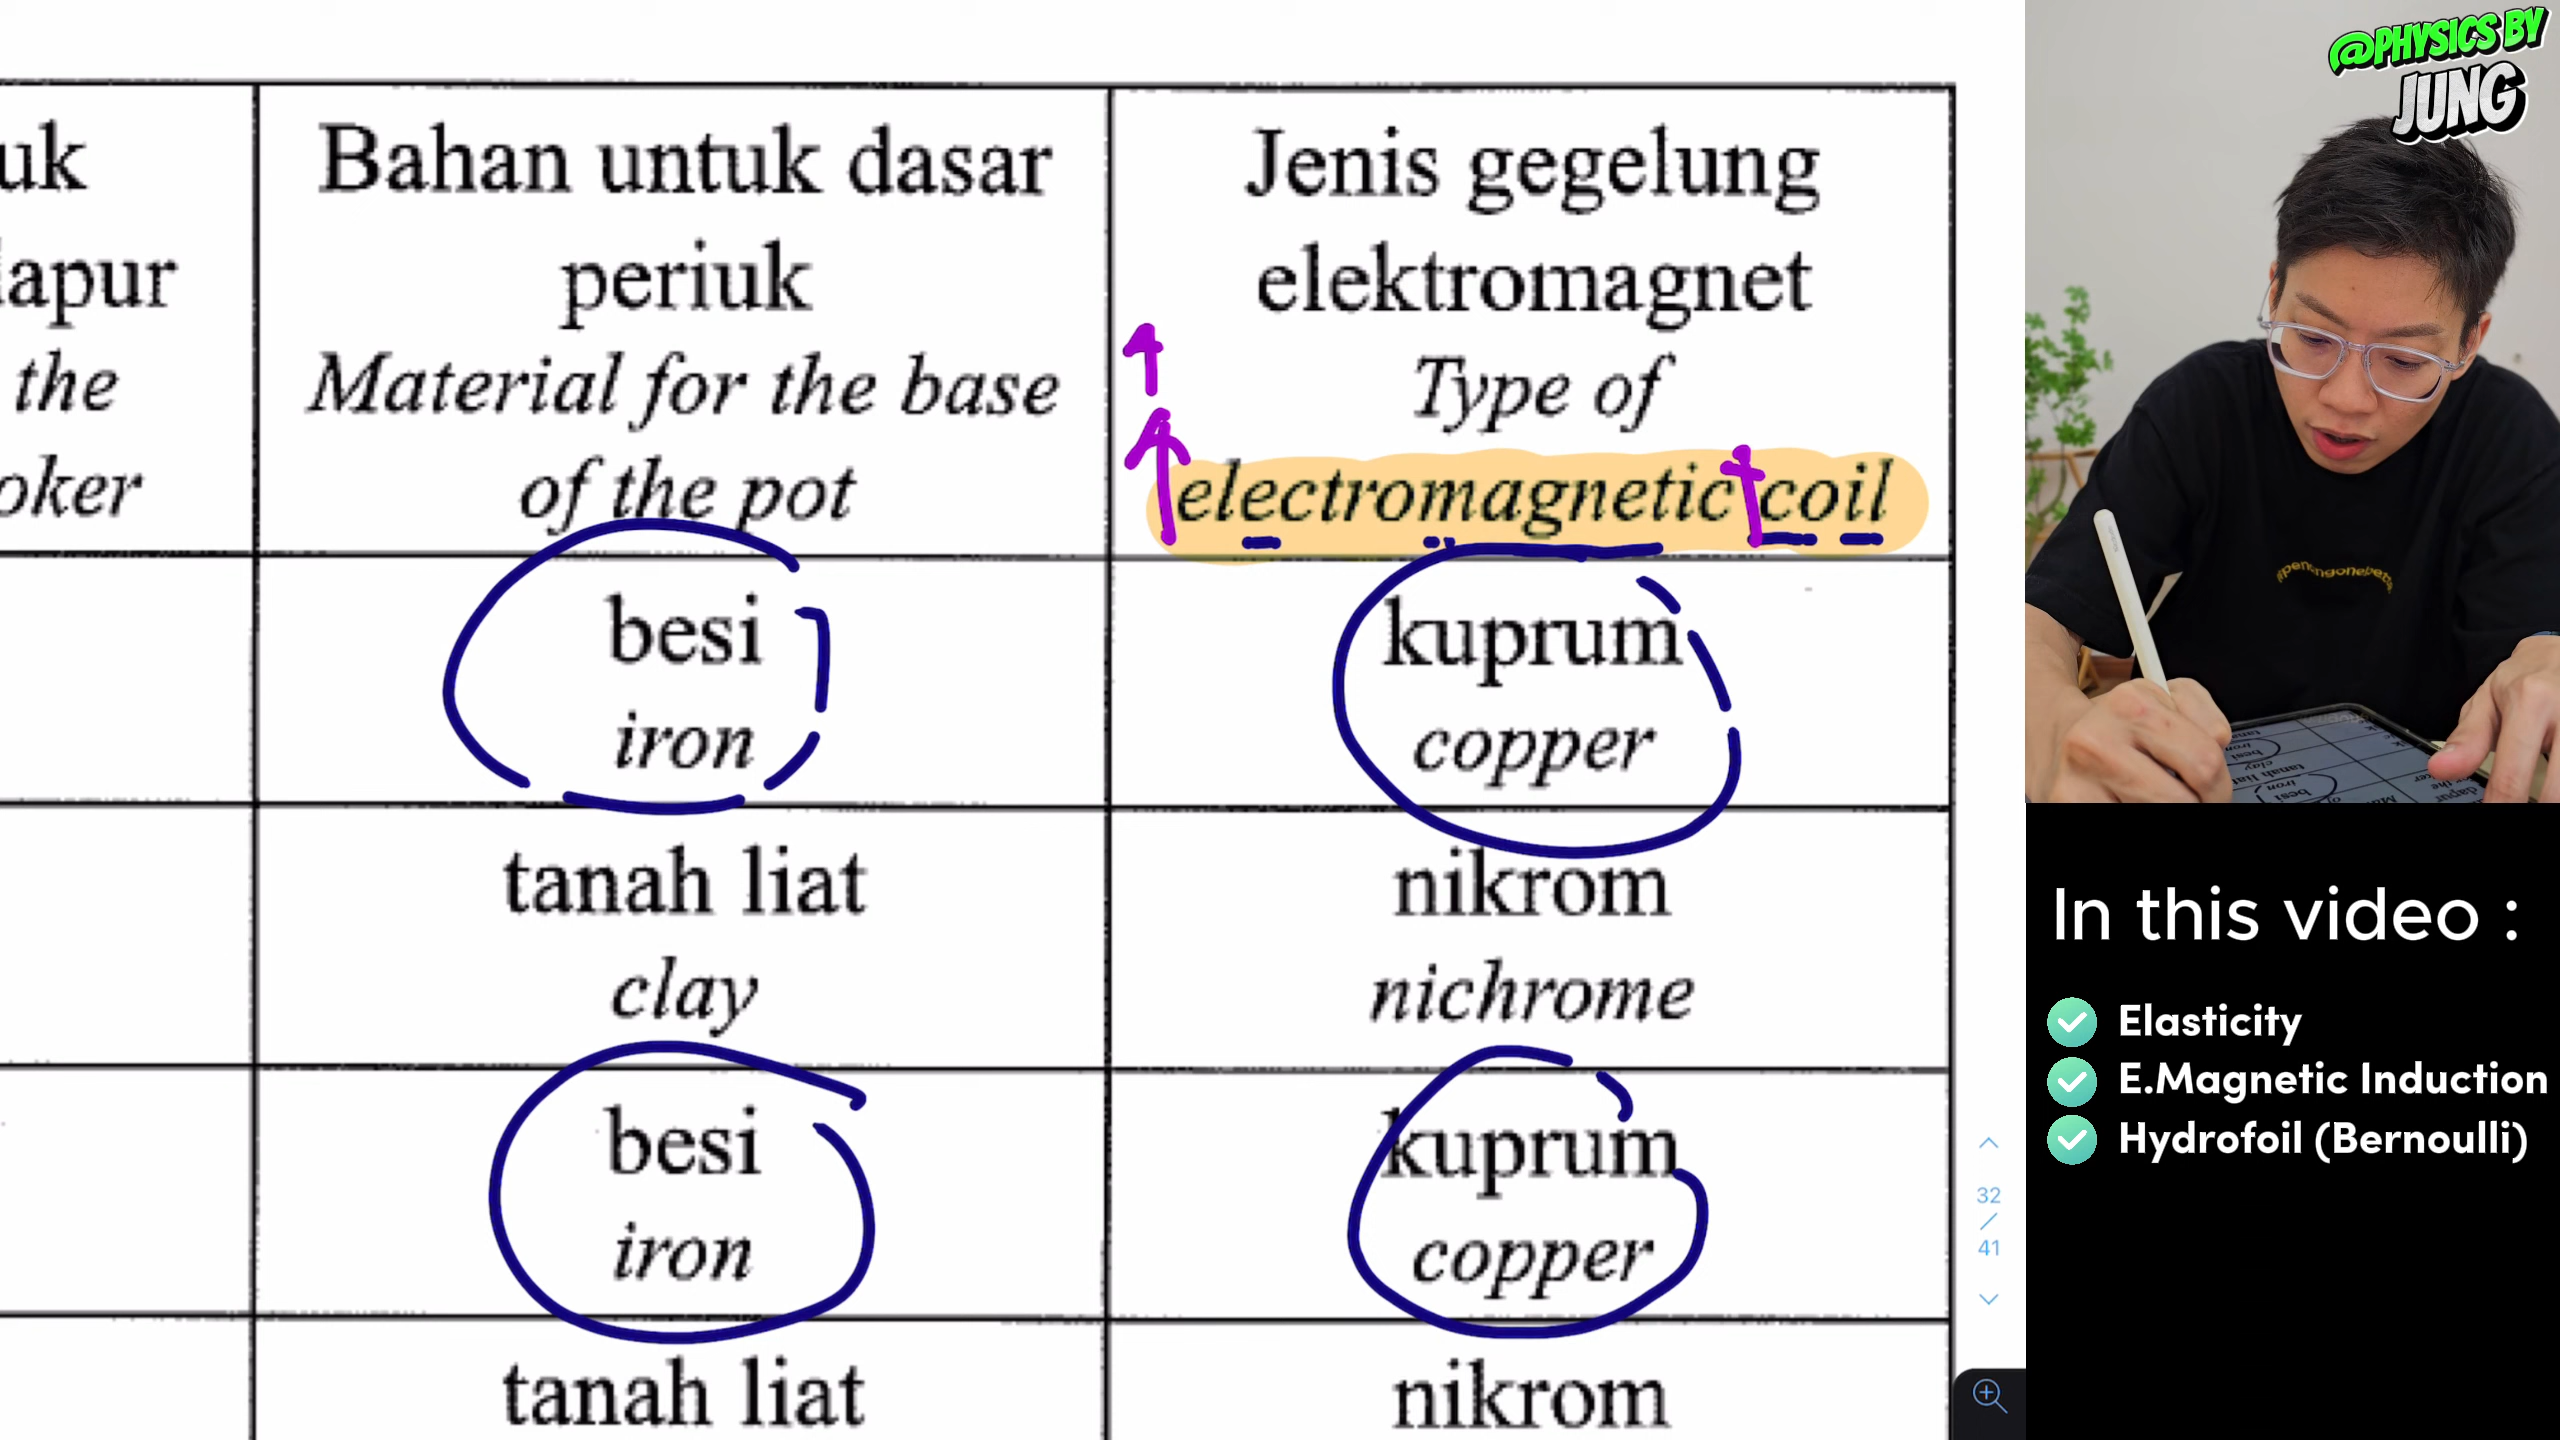 uk
lapur
the
oker
Bahan untuk dasar
periuk
Material for the base
of the pot
Jenis gegelung
elektromagnet
Type of
electromagnetic coil
besi
iron
kuprum
copper
tanah liat
clay
nikrom
nichrome
besi
iron
kuprum
copper
tanah liat
nikrom
32
/
41
@PHYSICS BY
JUNG
In this video :
Elasticity
E.Magnetic Induction
Hydrofoil (Bernoulli)